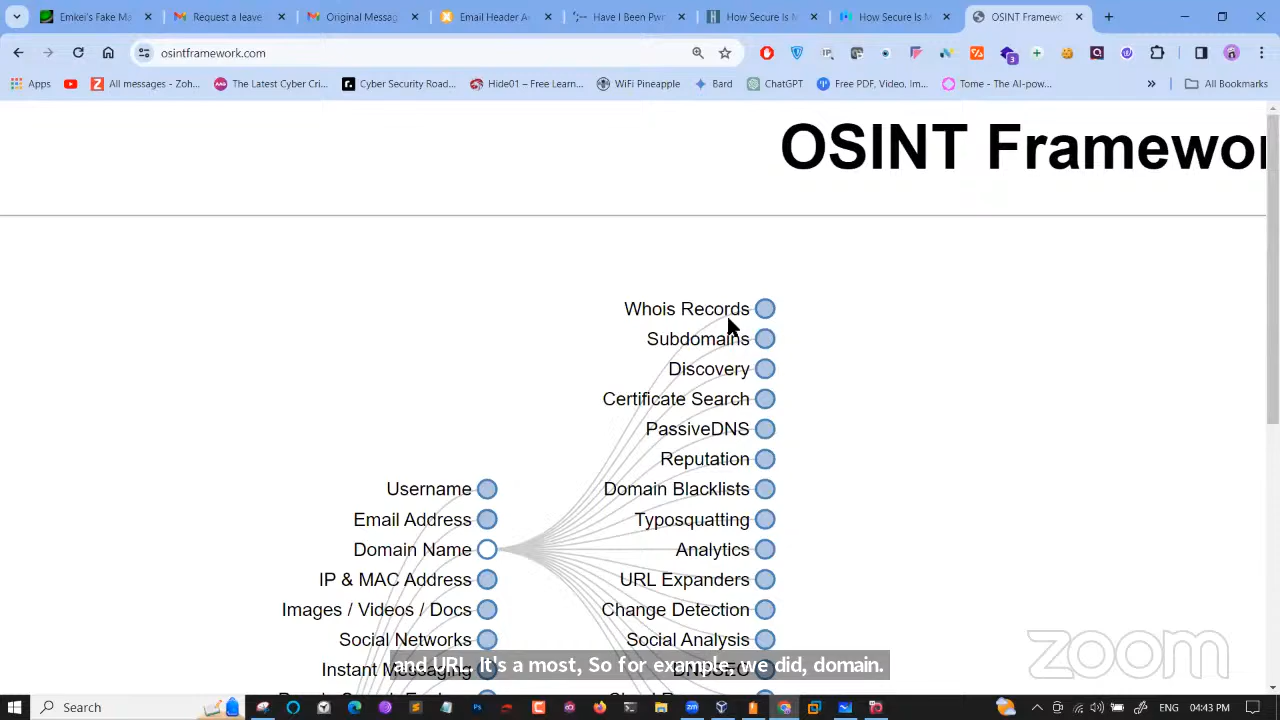 Emkei's Fake Ma
Request a leave
Original Messag
Email Header A
Have I Been Pw
How Secure Is M
How Secure Is M
OSINT Framewo
osintframework.com
Apps
All messages - Zoh...
The Latest Cyber Cri...
Cyber Security Road...
Hide01 – Free Learn...
WiFi Pineapple
Bard
ChatGPT
Free PDF, Video, Im...
Tome - The AI-pow...
»
All Bookmarks
OSINT Framewor
Whois Records
Subdomains
Discovery
Certificate Search
PassiveDNS
Reputation
Username
Domain Blacklists
Email Address
Typosquatting
Domain Name
Analytics
IP & MAC Address
URL Expanders
Images / Videos / Docs
Change Detection
Social Networks
Social Analysis
Instant Messaging
DNSSEC
and URL. It's a most, So for example, we did, domain.
zoom
Search
ENG
04:43 PM